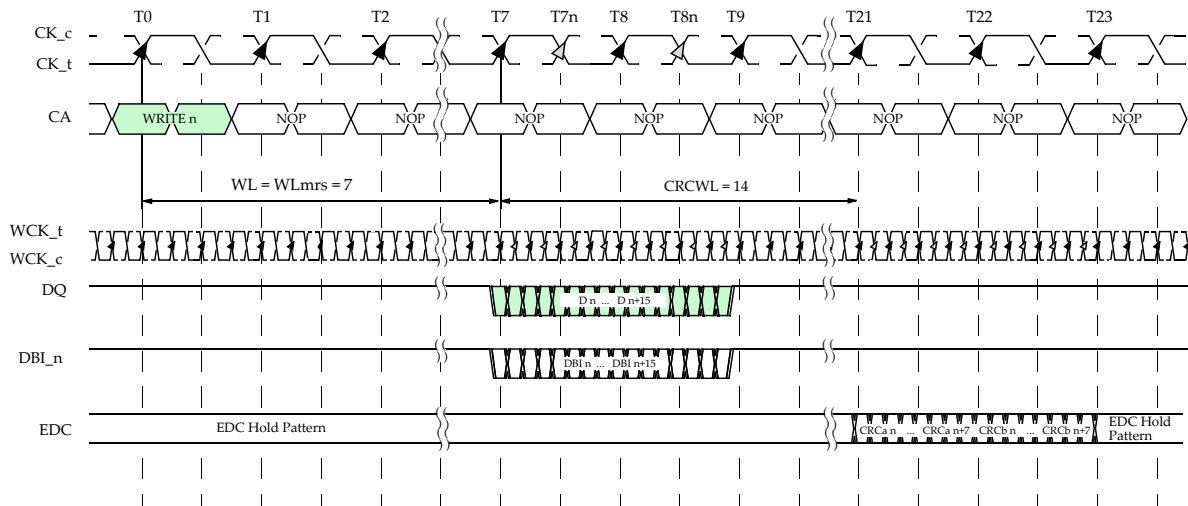 T0 T1 T2 T7 T7n T8 T8n T9 T21 T22 T23
CK_c
CK_t
CA WRITE n NOP NOP NOP NOP NOP NOP NOP NOP
WL = WLmrs = 7 CRCWL = 14
WCK_t
WCK_c
DQ D n ... D n+15
DBI_n DBI n ... DBI n+15
EDC EDC Hold Pattern CRCa n ... CRCa n+7 CRCb n ... CRCb n+7 EDC Hold
Pattern